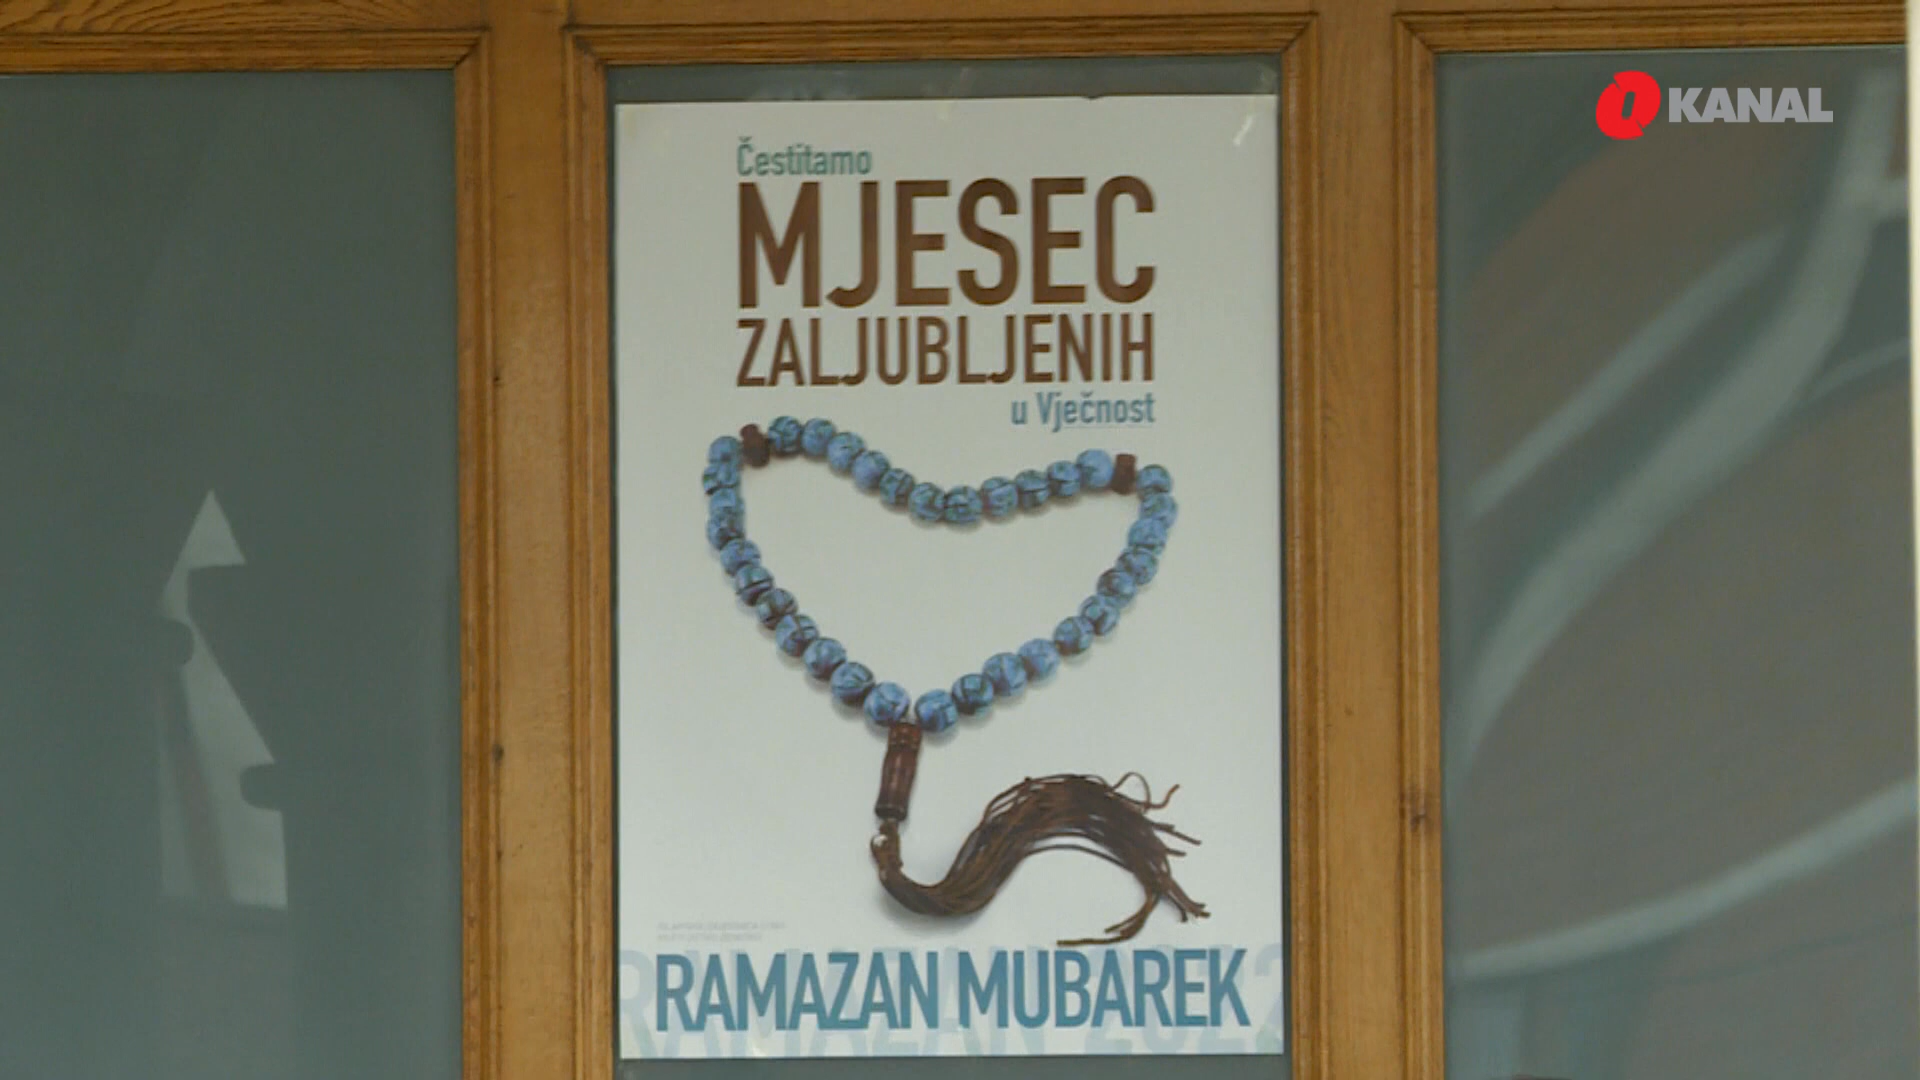 O KANAL
Čestitamo
MJESEC
ZALJUBLJENIH
u Vječnost
RAMAZAN MUBAREK